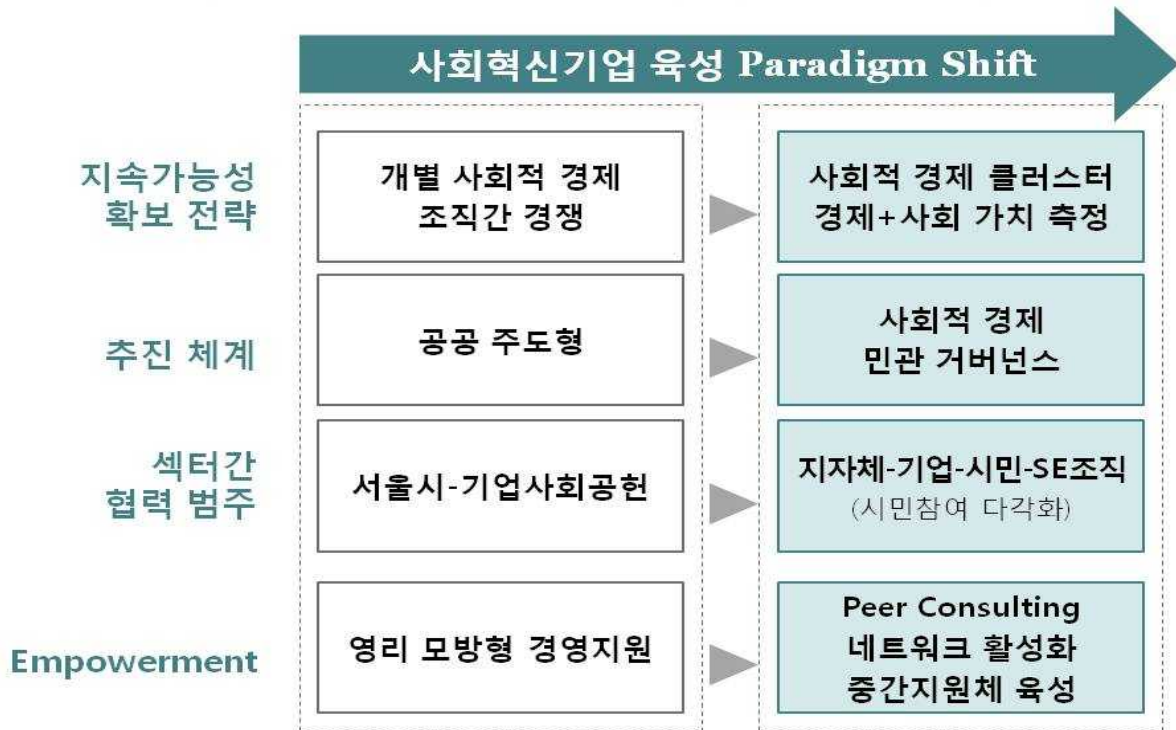 사회혁신기업 육성 Paradigm Shift
지속가능성
확보 전략
개별 사회적 경제
조직간 경쟁
사회적 경제 클러스터
경제+사회 가치 측정
추진 체계
공공 주도형
사회적 경제
민관 거버넌스
섹터간
협력 범주
서울시-기업사회공헌
지자체-기업-시민-SE조직
(시민참여 다각화)
Empowerment
영리 모방형 경영지원
Peer Consulting
네트워크 활성화
중간지원체 육성